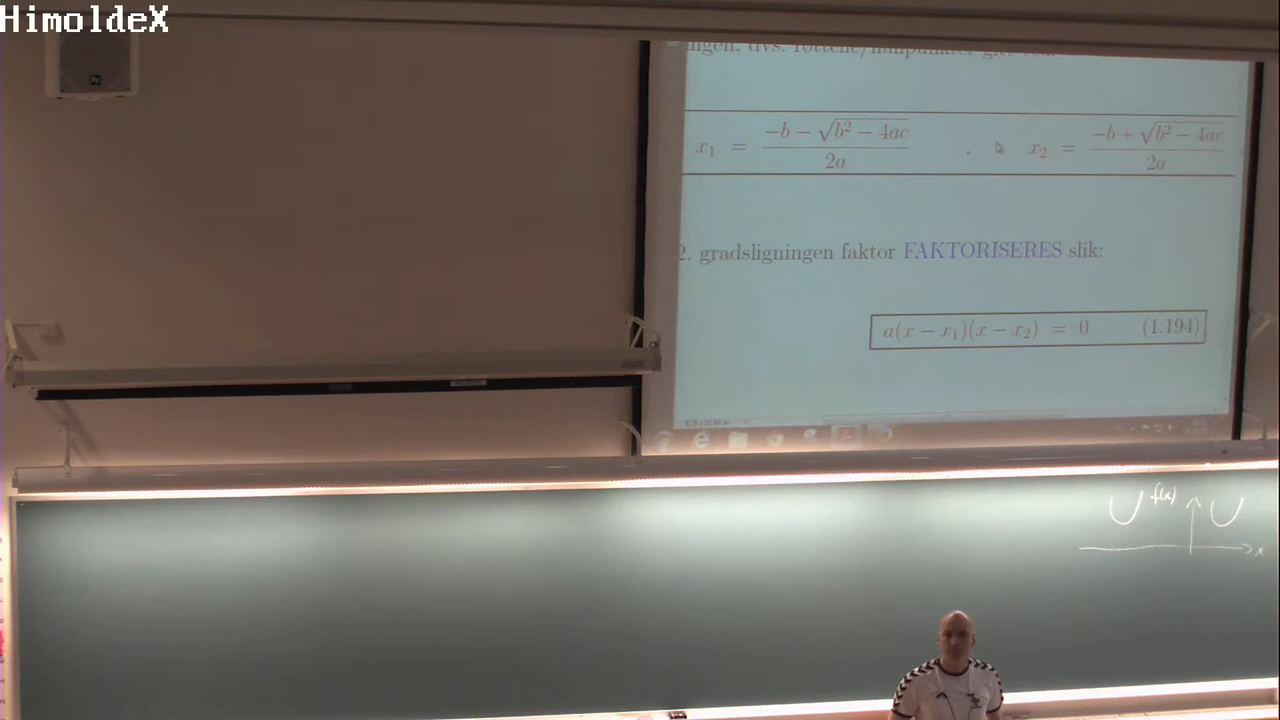 HimoldeX
x₁ = (−b − √(b² − 4ac)) / 2a , x₂ = (−b + √(b² − 4ac)) / 2a
2. gradsligningen faktor FAKTORISERES slik:
a(x − x₁)(x − x₂) = 0 (1.194)
f(x)
x